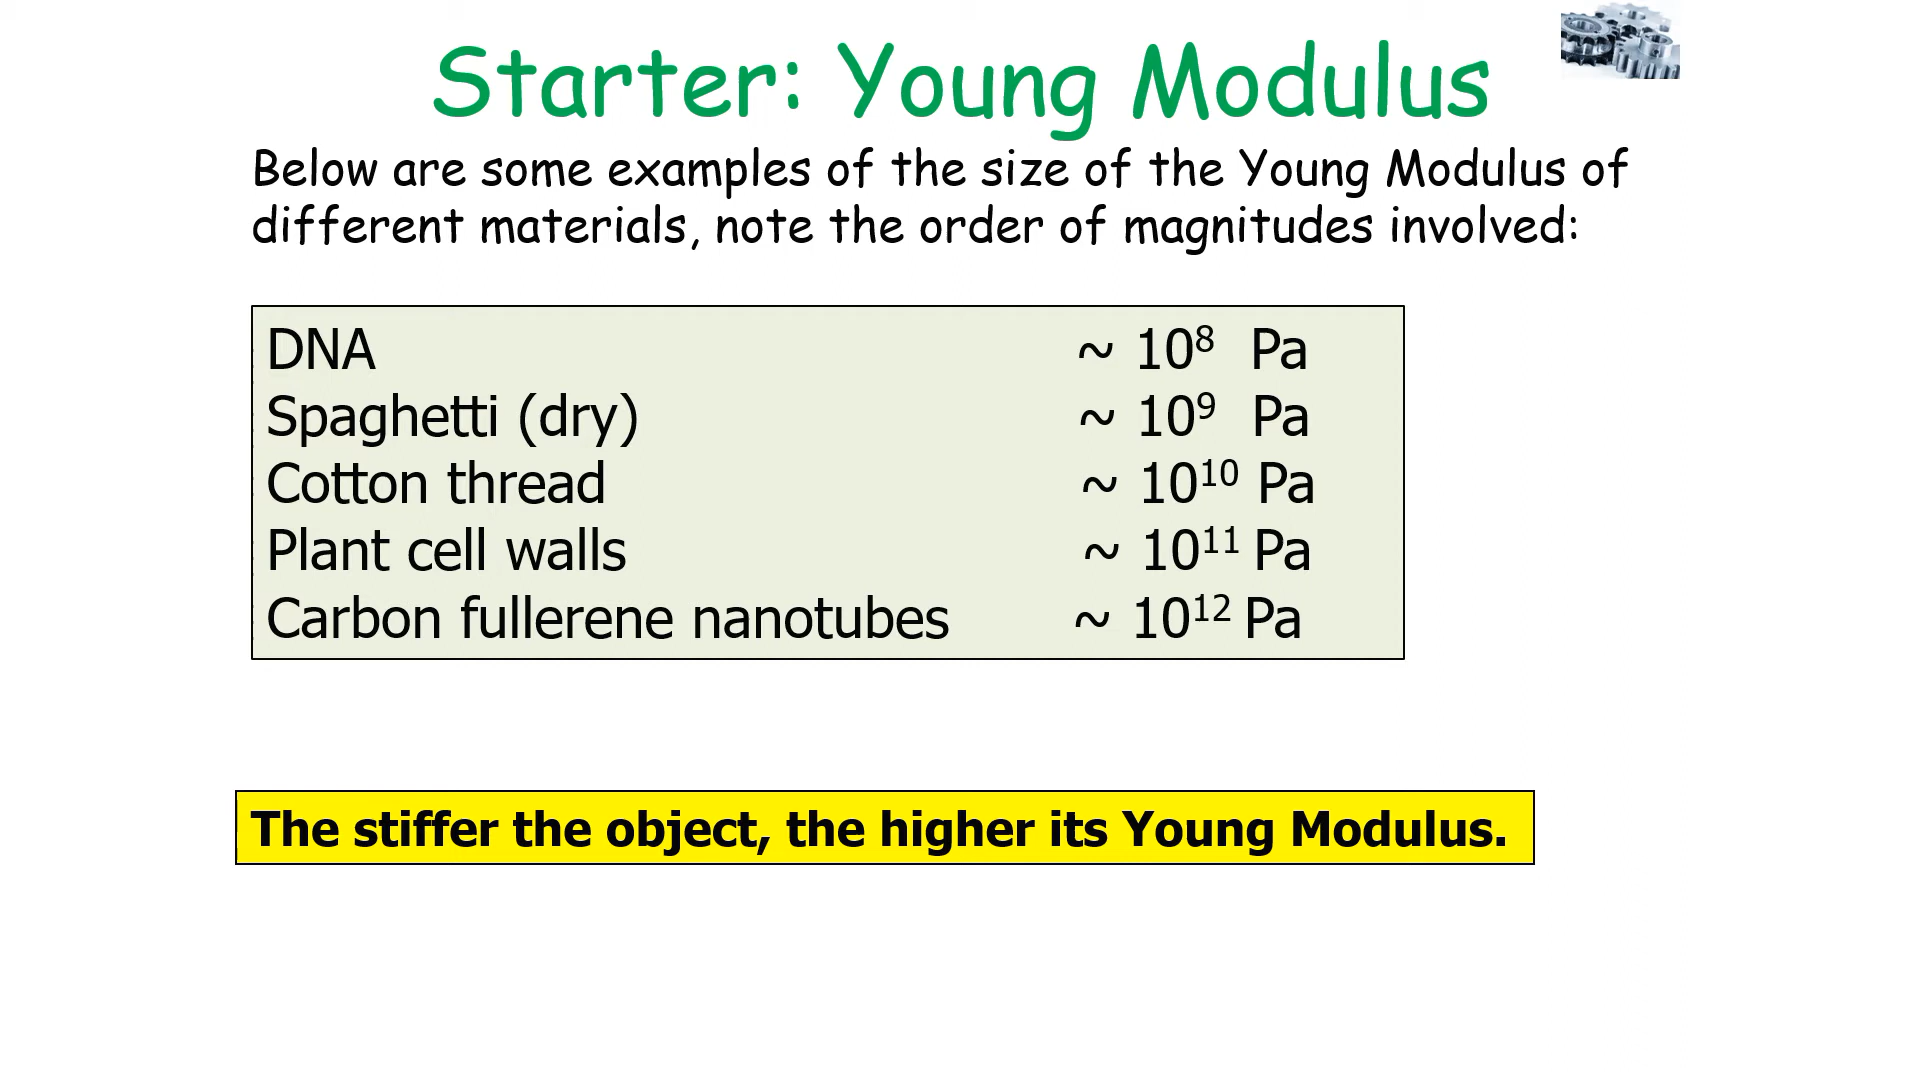 Starter: Young Modulus
Below are some examples of the size of the Young Modulus of
different materials, note the order of magnitudes involved:
DNA ~ 10⁸ Pa
Spaghetti (dry) ~ 10⁹ Pa
Cotton thread ~ 10¹⁰ Pa
Plant cell walls ~ 10¹¹ Pa
Carbon fullerene nanotubes ~ 10¹² Pa
The stiffer the object, the higher its Young Modulus.